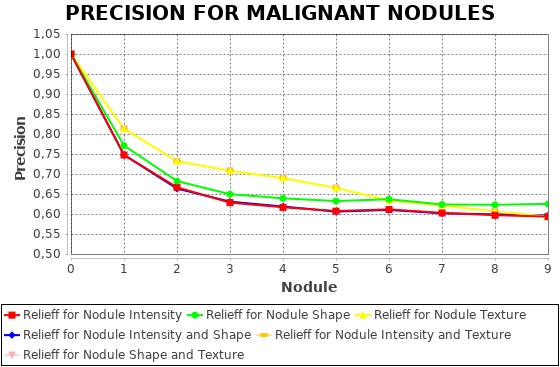 PRECISION FOR MALIGNANT NODULES
1,05
1,00
0,95
0,90
0,85
0,80
0,75
0,70
0,65
0,60
0,55
0,50
Precision
0 1 2 3 4 5 6 7 8 9
Nodule
Relieff for Nodule Intensity Relieff for Nodule Shape Relieff for Nodule Texture
Relieff for Nodule Intensity and Shape Relieff for Nodule Intensity and Texture
Relieff for Nodule Shape and Texture